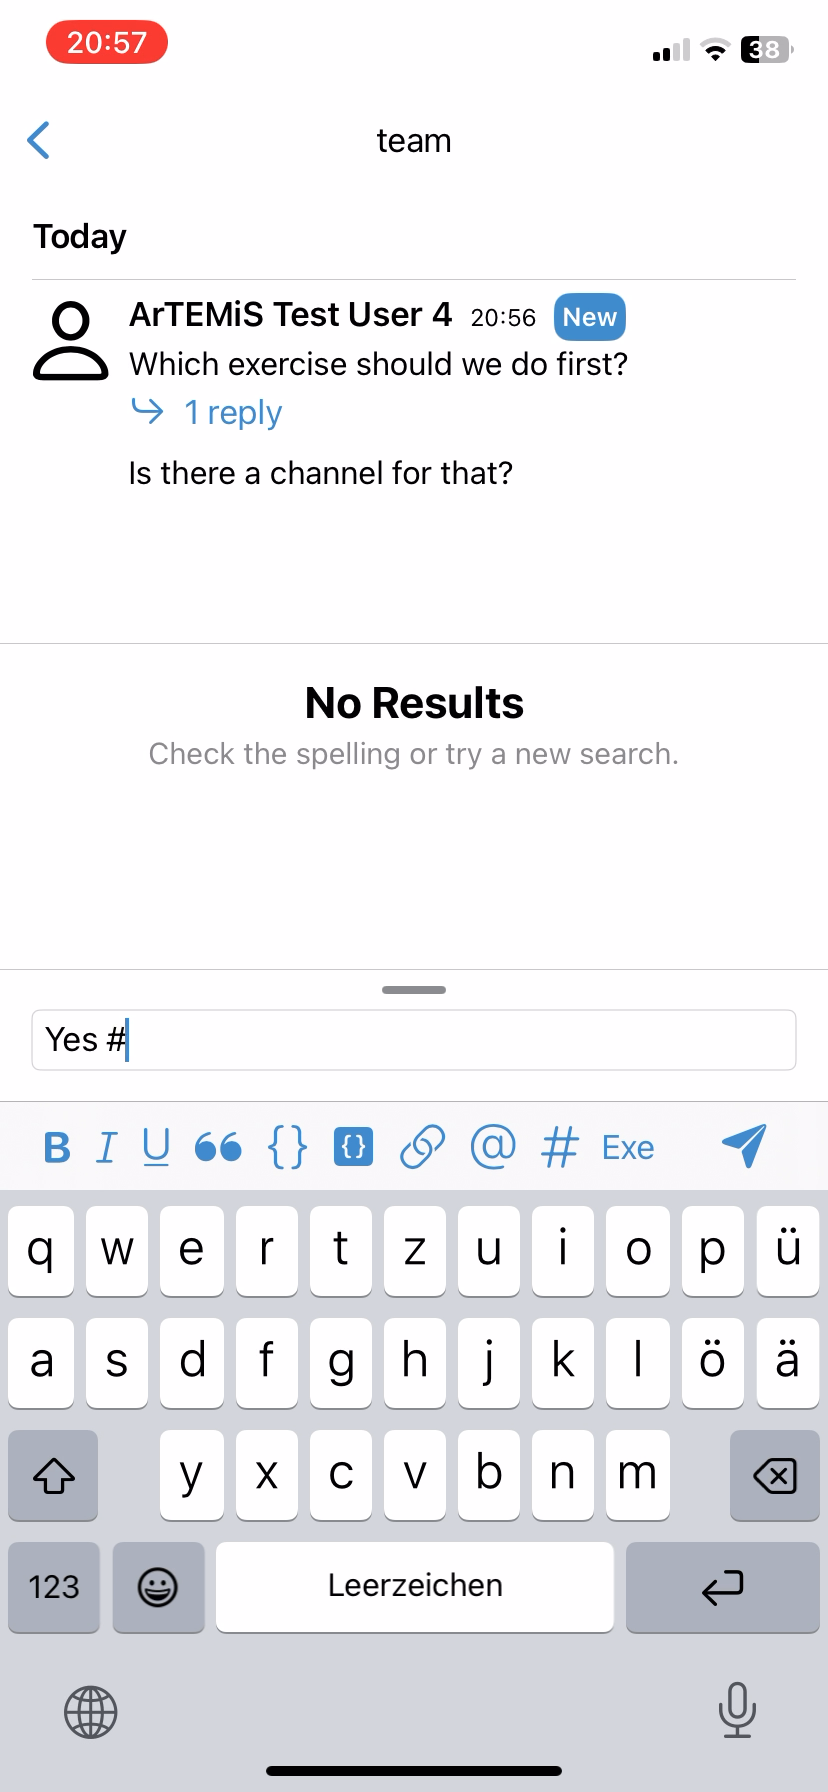 20:57
38
team
Today
ArTEMiS Test User 4 20:56 New
Which exercise should we do first?
1 reply
Is there a channel for that?
No Results
Check the spelling or try a new search.
Yes #
B I U {} {} @ # Exe
q w e r t z u i o p ü
a s d f g h j k l ö ä
y x c v b n m
123 Leerzeichen